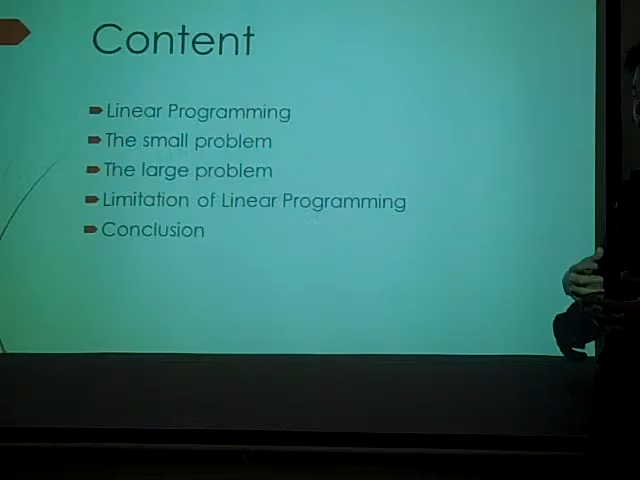 Content
Linear Programming
The small problem
The large problem
Limitation of Linear Programming
Conclusion